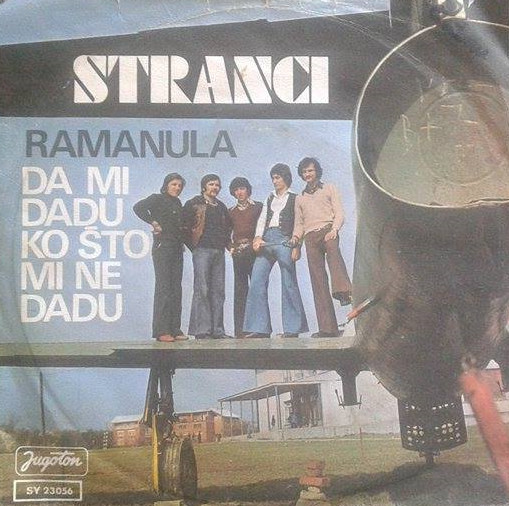 STRANCI
RAMANULA
DA MI
DADU
KO ŠTO
MI NE
DADU
Jugoton
SY 23056